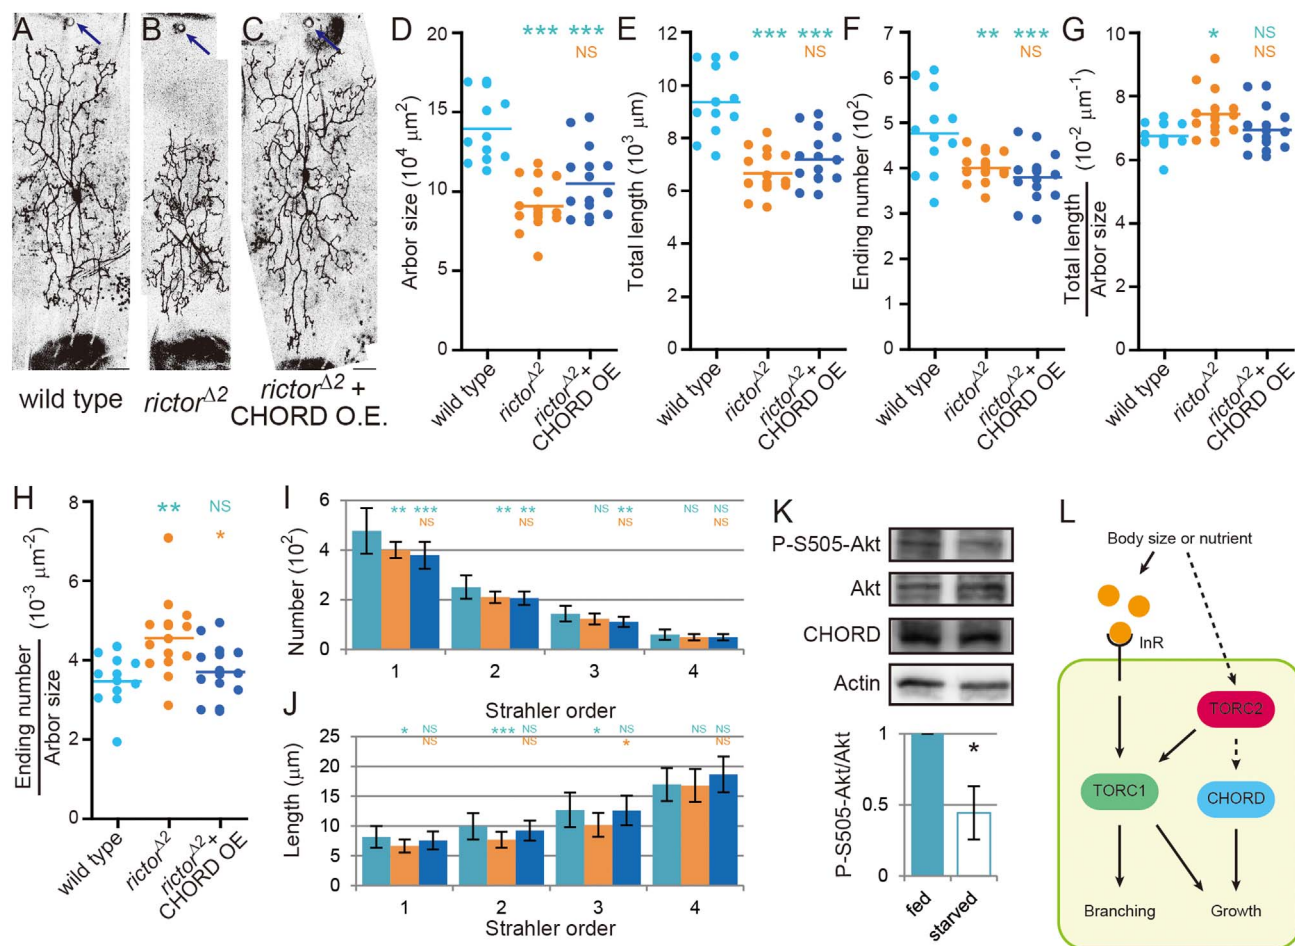 A
wild type
B
rictorΔ2
C
rictorΔ2 +
CHORD O.E.
D
*** ***
NS
Arbor size (10⁴ μm²)
20
15
10
5
0
wild type
rictorΔ2
rictorΔ2 +
CHORD OE
E
*** ***
NS
Total length (10³ μm)
12
10
8
6
4
2
0
wild type
rictorΔ2
rictorΔ2 +
CHORD OE
F
** ***
NS
Ending number (10²)
7
6
5
4
3
2
1
0
wild type
rictorΔ2
rictorΔ2 +
CHORD OE
G
* NS
NS
Total length
Arbor size
(10⁻² μm⁻¹)
10
8
6
4
2
0
wild type
rictorΔ2
rictorΔ2 +
CHORD OE
H
** NS
*
Ending number
Arbor size
(10⁻³ μm⁻²)
8
6
4
2
0
wild type
rictorΔ2
rictorΔ2 +
CHORD OE
I
Number (10²)
6
4
2
0
** ***
NS
** **
NS
NS **
NS
NS NS
NS
1 2 3 4
Strahler order
J
Length (μm)
25
20
15
10
5
0
* NS
NS
*** NS
NS
* NS
*
NS NS
NS
1 2 3 4
Strahler order
K
P-S505-Akt
Akt
CHORD
Actin
P-S505-Akt/Akt
1
0.5
0
*
fed
starved
L
Body size or nutrient
InR
TORC2
TORC1
CHORD
Branching
Growth